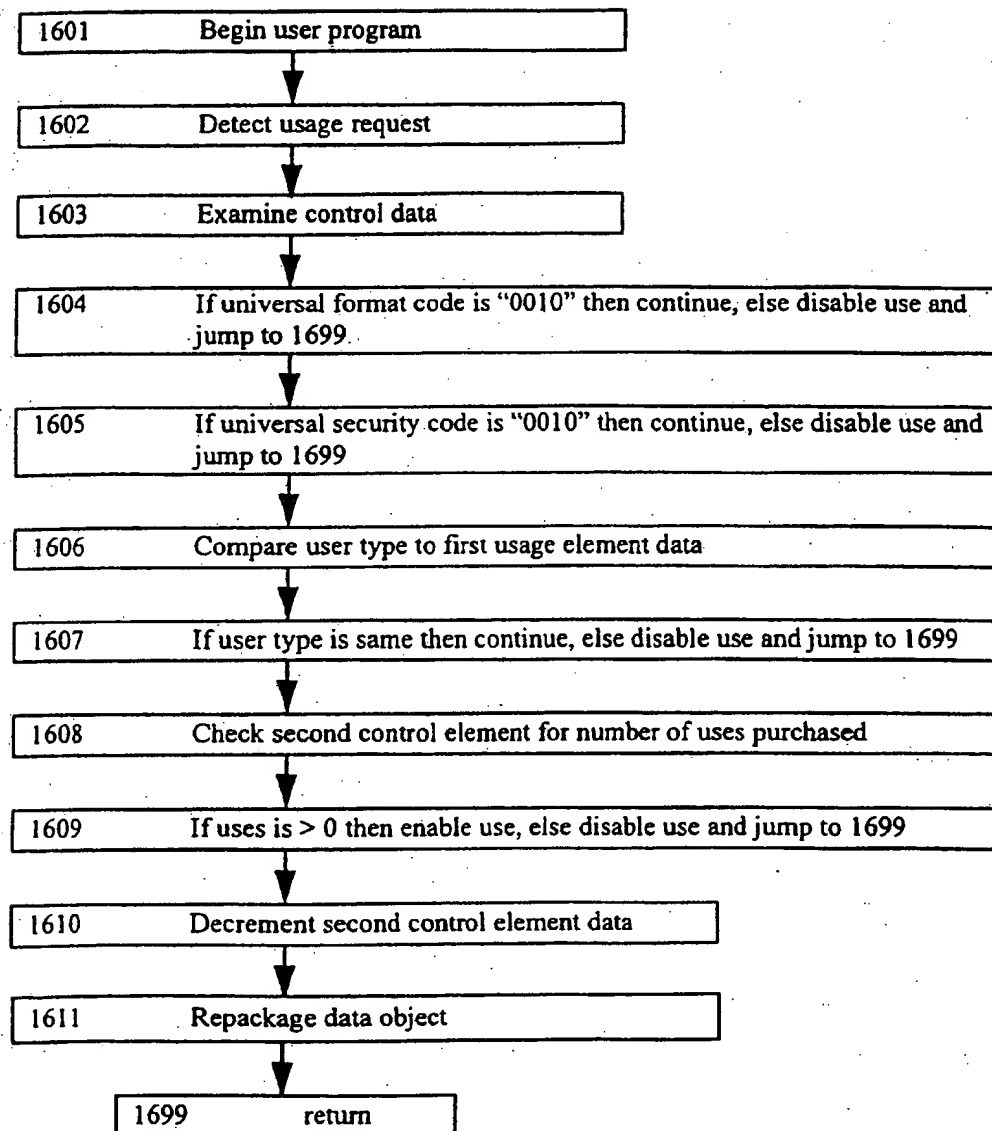 1601 Begin user program
1602 Detect usage request
1603 Examine control data
1604 If universal format code is "0010" then continue, else disable use and
jump to 1699.
1605 If universal security code is "0010" then continue, else disable use and
jump to 1699
1606 Compare user type to first usage element data
1607 If user type is same then continue, else disable use and jump to 1699
1608 Check second control element for number of uses purchased
1609 If uses is > 0 then enable use, else disable use and jump to 1699
1610 Decrement second control element data
1611 Repackage data object
1699 return